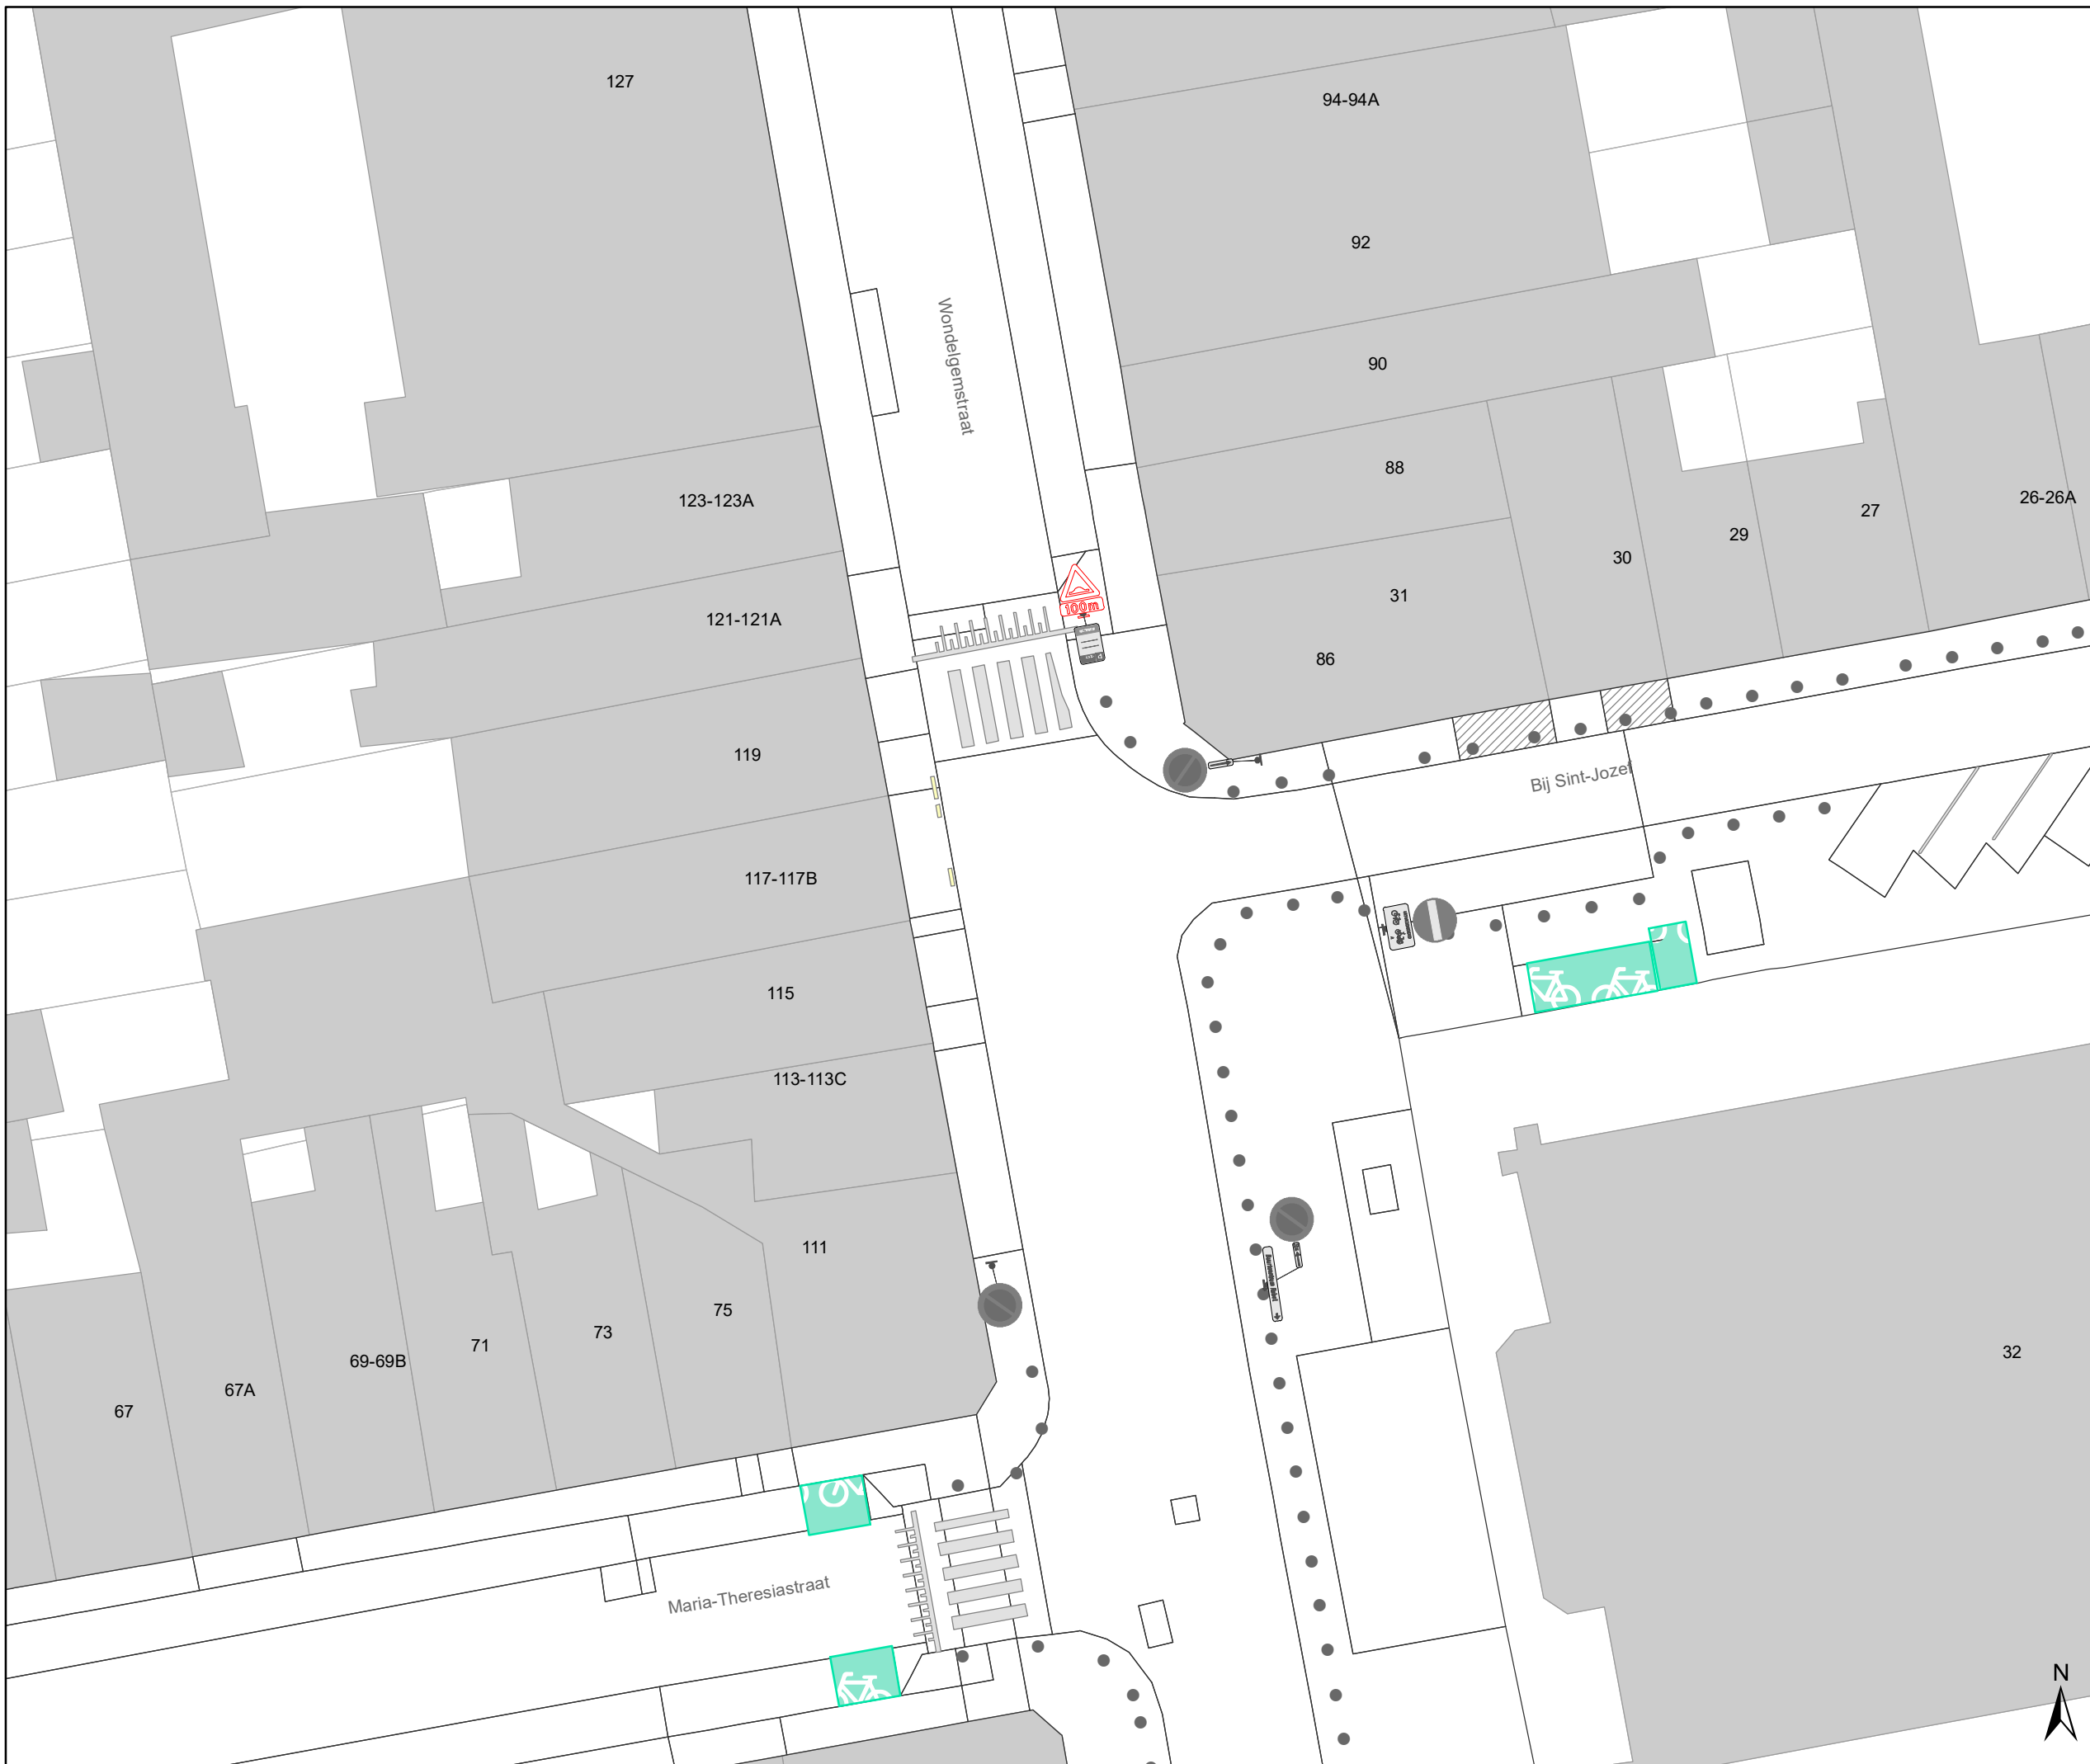 127
94-94A
92
Wondelgemstraat
90
88
123-123A
26-26A
27
29
30
31
100m
121-121A
86
119
Bij Sint-Jozef
117-117B
115
113-113C
111
75
73
71
69-69B
67A
67
32
Maria-Theresiastraat
N